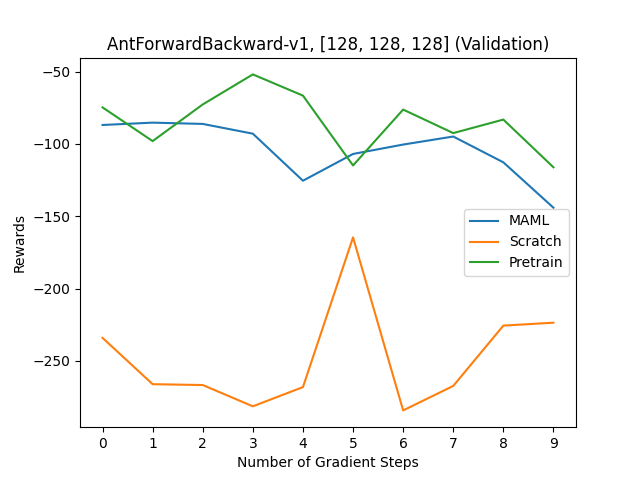 AntForwardBackward-v1, [128, 128, 128] (Validation)
Rewards
−50
−100
−150
−200
−250
MAML
Scratch
Pretrain
0 1 2 3 4 5 6 7 8 9
Number of Gradient Steps